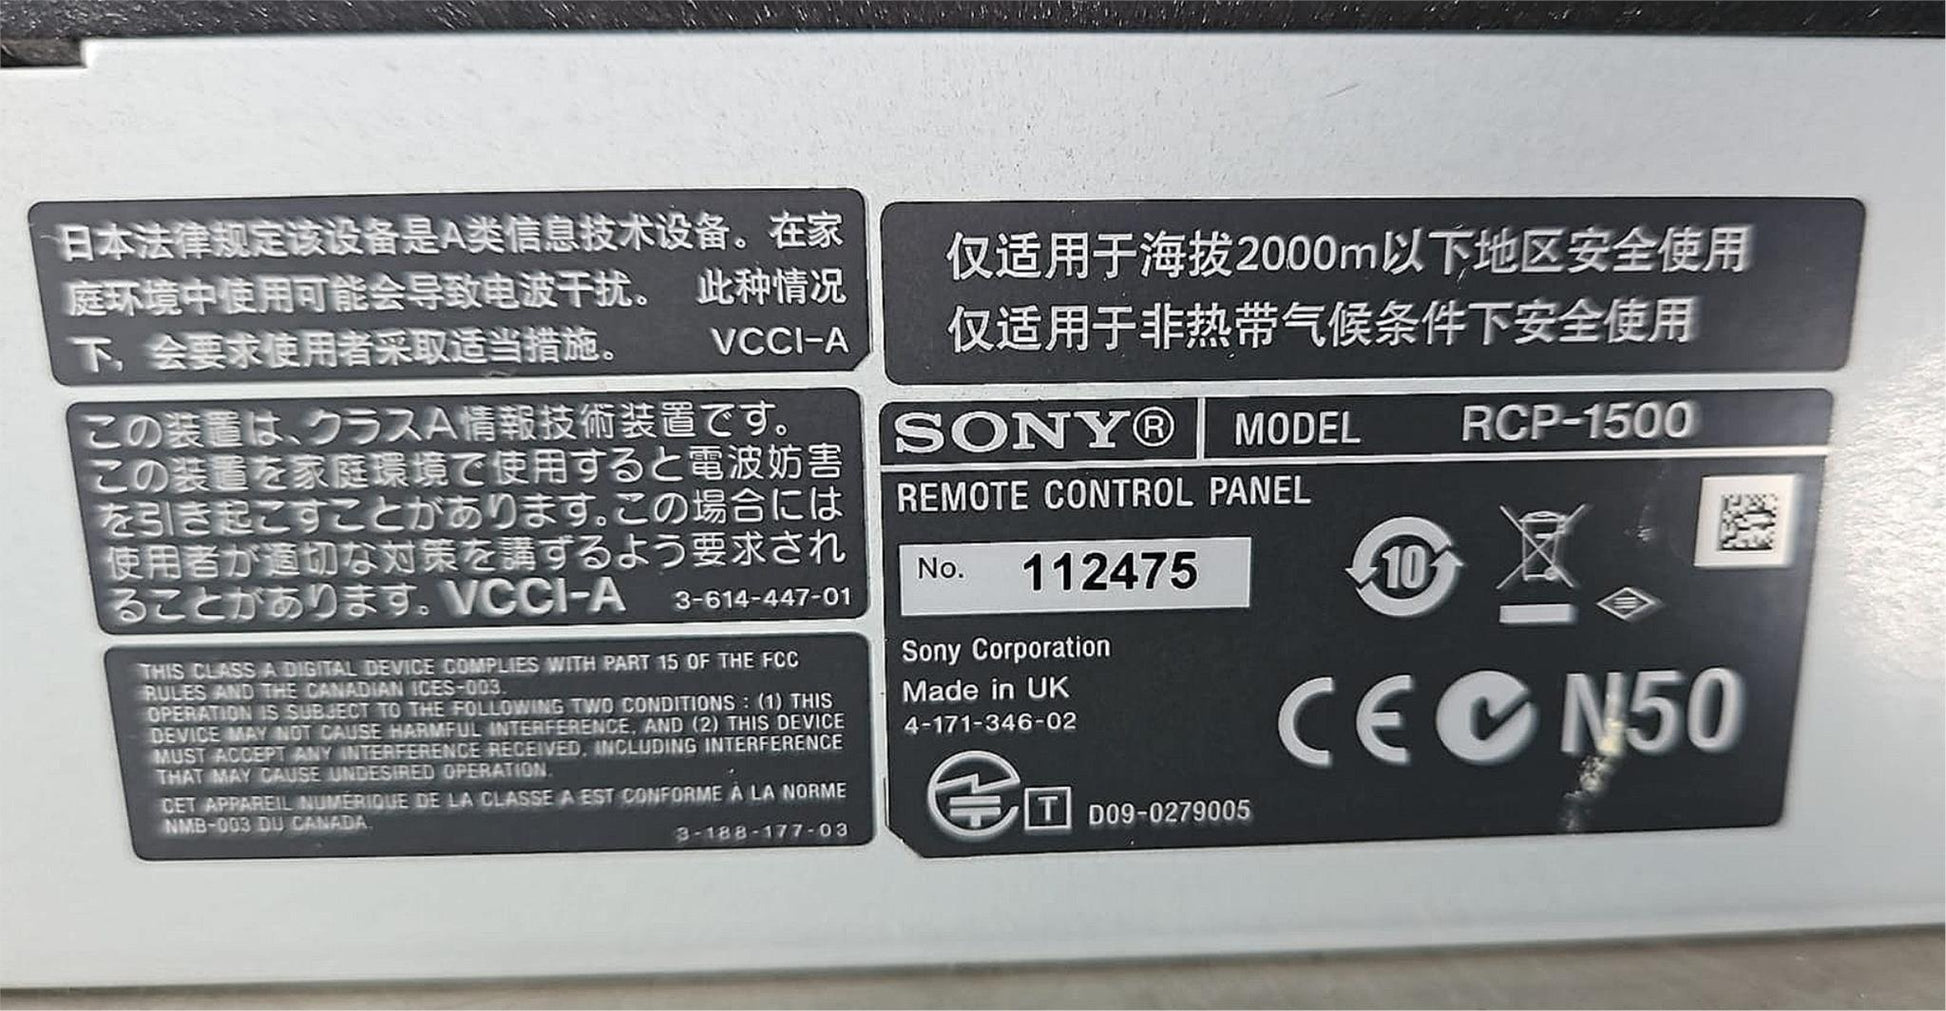 日本法律规定该设备是A类信息技术设备。在家
庭环境中使用可能会导致电波干扰。 此种情况
下, 会要求使用者采取适当措施。 VCCI-A
仅适用于海拔2000m以下地区安全使用
仅适用于非热带气候条件下安全使用
この装置は、クラスA情報技術装置です。
この装置を家庭環境で使用すると電波妨害
を引き起こすことがあります。この場合には
使用者が適切な対策を講ずるよう要求され
ることがあります。VCCI-A 3-614-447-01
THIS CLASS A DIGITAL DEVICE COMPLIES WITH PART 15 OF THE FCC
RULES AND THE CANADIAN ICES-003.
OPERATION IS SUBJECT TO THE FOLLOWING TWO CONDITIONS : (1) THIS
DEVICE MAY NOT CAUSE HARMFUL INTERFERENCE, AND (2) THIS DEVICE
MUST ACCEPT ANY INTERFERENCE RECEIVED, INCLUDING INTERFERENCE
THAT MAY CAUSE UNDESIRED OPERATION.
CET APPAREIL NUMÉRIQUE DE LA CLASSE A EST CONFORME À LA NORME
NMB-003 DU CANADA.
3-188-177-03
SONY® MODEL RCP-1500
REMOTE CONTROL PANEL
No. 112475
10
Sony Corporation
Made in UK
4-171-346-02
CE N50
T D09-0279005